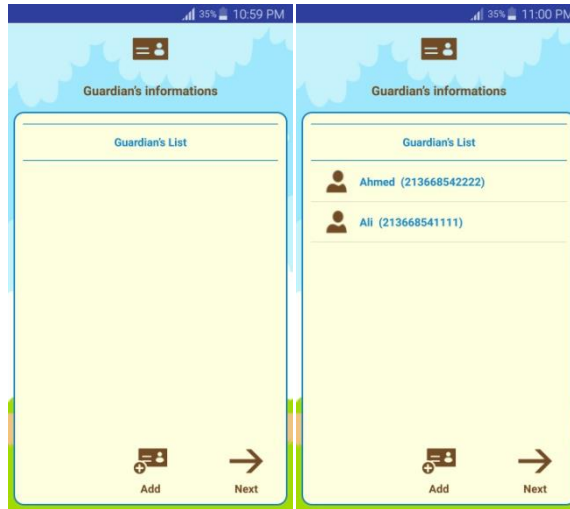 35% 10:59 PM
Guardian's informations
Guardian's List
Add Next
35% 11:00 PM
Guardian's informations
Guardian's List
Ahmed (213668542222)
Ali (213668541111)
Add Next